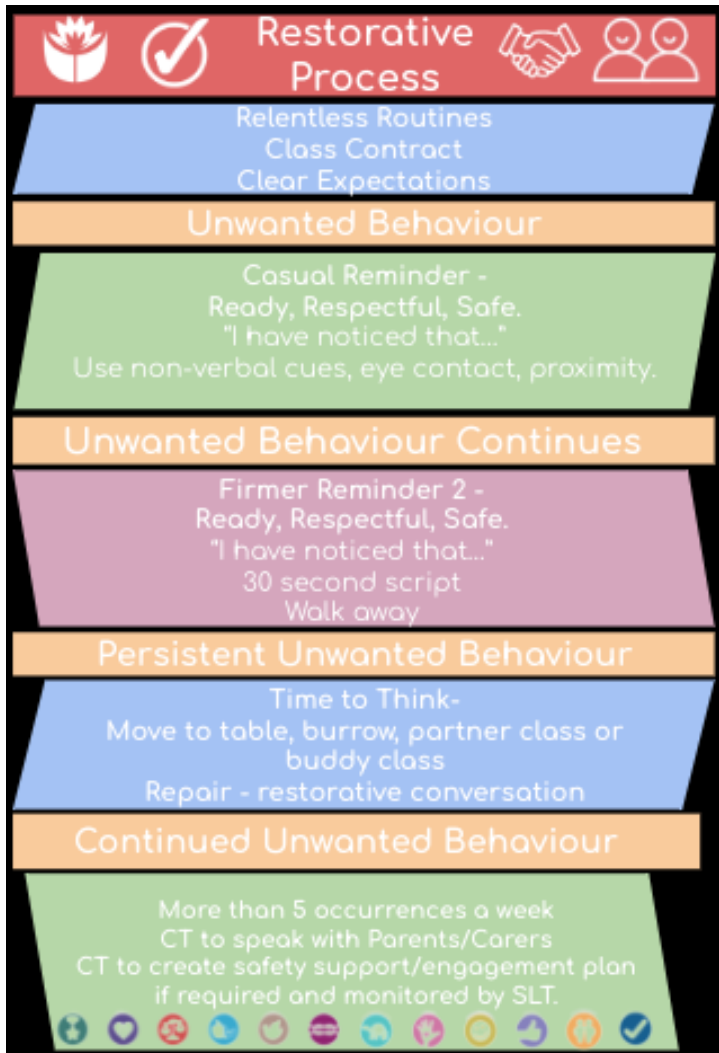 Restorative
Process
Relentless Routines
Class Contract
Clear Expectations
Unwanted Behaviour
Casual Reminder -
Ready, Respectful, Safe.
"I have noticed that..."
Use non-verbal cues, eye contact, proximity.
Unwanted Behaviour Continues
Firmer Reminder 2 -
Ready, Respectful, Safe.
"I have noticed that..."
30 second script
Walk away
Persistent Unwanted Behaviour
Time to Think-
Move to table, burrow, partner class or
buddy class
Repair - restorative conversation
Continued Unwanted Behaviour
More than 5 occurrences a week
CT to speak with Parents/Carers
CT to create safety support/engagement plan
if required and monitored by SLT.